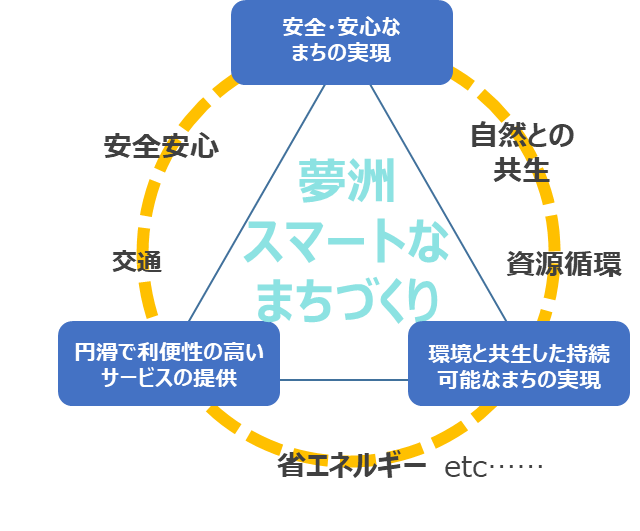 安全・安心な
まちの実現
安全安心
自然との
共生
夢洲
スマートな
まちづくり
交通
資源循環
円滑で利便性の高い
サービスの提供
環境と共生した持続
可能なまちの実現
省エネルギー etc……